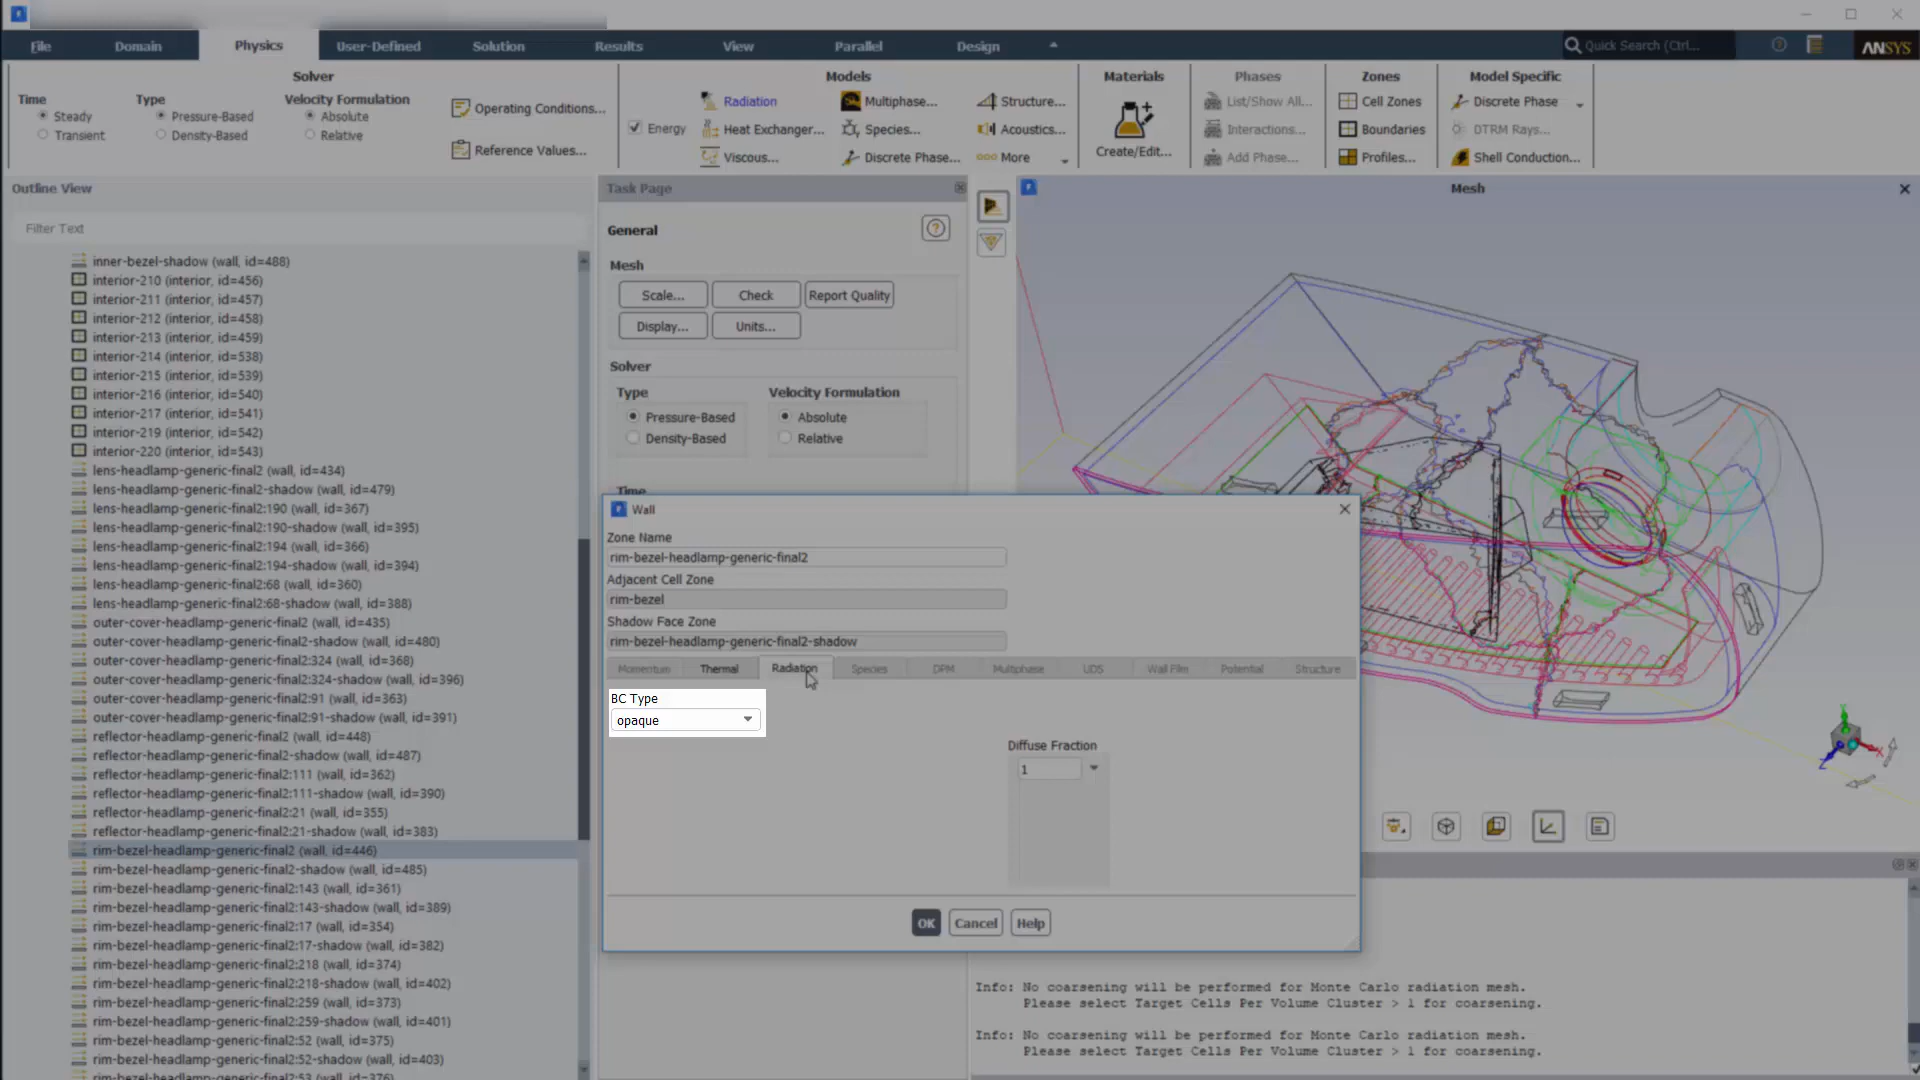 File
Domain
Physics
User-Defined
Solution
Results
View
Parallel
Design
Quick Search (Ctrl...
ANSYS
Solver
Time
Steady
Transient
Type
Pressure-Based
Density-Based
Velocity Formulation
Absolute
Relative
Operating Conditions...
Reference Values...
Models
Energy
Radiation
Heat Exchanger...
Viscous...
Multiphase...
Species...
Discrete Phase...
Structure...
Acoustics...
More
Materials
Create/Edit...
Phases
List/Show All...
Interactions...
Add Phase...
Zones
Cell Zones
Boundaries
Profiles...
Model Specific
Discrete Phase
DTRM Rays...
Shell Conduction...
Outline View
Filter Text
inner-bezel-shadow (wall, id=488)
interior-210 (interior, id=456)
interior-211 (interior, id=457)
interior-212 (interior, id=458)
interior-213 (interior, id=459)
interior-214 (interior, id=538)
interior-215 (interior, id=539)
interior-216 (interior, id=540)
interior-217 (interior, id=541)
interior-219 (interior, id=542)
interior-220 (interior, id=543)
lens-headlamp-generic-final2 (wall, id=434)
lens-headlamp-generic-final2-shadow (wall, id=479)
lens-headlamp-generic-final2:190 (wall, id=367)
lens-headlamp-generic-final2:190-shadow (wall, id=395)
lens-headlamp-generic-final2:194 (wall, id=366)
lens-headlamp-generic-final2:194-shadow (wall, id=394)
lens-headlamp-generic-final2:68 (wall, id=360)
lens-headlamp-generic-final2:68-shadow (wall, id=388)
outer-cover-headlamp-generic-final2 (wall, id=435)
outer-cover-headlamp-generic-final2-shadow (wall, id=480)
outer-cover-headlamp-generic-final2:324 (wall, id=368)
outer-cover-headlamp-generic-final2:324-shadow (wall, id=396)
outer-cover-headlamp-generic-final2:91 (wall, id=363)
outer-cover-headlamp-generic-final2:91-shadow (wall, id=391)
reflector-headlamp-generic-final2 (wall, id=448)
reflector-headlamp-generic-final2-shadow (wall, id=487)
reflector-headlamp-generic-final2:111 (wall, id=362)
reflector-headlamp-generic-final2:111-shadow (wall, id=390)
reflector-headlamp-generic-final2:21 (wall, id=355)
reflector-headlamp-generic-final2:21-shadow (wall, id=383)
rim-bezel-headlamp-generic-final2 (wall, id=446)
rim-bezel-headlamp-generic-final2-shadow (wall, id=485)
rim-bezel-headlamp-generic-final2:143 (wall, id=361)
rim-bezel-headlamp-generic-final2:143-shadow (wall, id=389)
rim-bezel-headlamp-generic-final2:17 (wall, id=354)
rim-bezel-headlamp-generic-final2:17-shadow (wall, id=382)
rim-bezel-headlamp-generic-final2:218 (wall, id=374)
rim-bezel-headlamp-generic-final2:218-shadow (wall, id=402)
rim-bezel-headlamp-generic-final2:259 (wall, id=373)
rim-bezel-headlamp-generic-final2:259-shadow (wall, id=401)
rim-bezel-headlamp-generic-final2:52 (wall, id=375)
rim-bezel-headlamp-generic-final2:52-shadow (wall, id=403)
rim-bezel-headlamp-generic-final2:53 (wall, id=376)
Task Page
General
Mesh
Scale...
Check
Report Quality
Display...
Units...
Solver
Type
Pressure-Based
Density-Based
Velocity Formulation
Absolute
Relative
Time
Mesh
Wall
Zone Name
rim-bezel-headlamp-generic-final2
Adjacent Cell Zone
rim-bezel
Shadow Face Zone
rim-bezel-headlamp-generic-final2-shadow
Momentum
Thermal
Radiation
Species
DPM
Multiphase
UDS
Wall Film
Potential
Structure
BC Type
opaque
Diffuse Fraction
1
OK
Cancel
Help
Y
X
Z
Info: No coarsening will be performed for Monte Carlo radiation mesh.
Please select Target Cells Per Volume Cluster > 1 for coarsening.
Info: No coarsening will be performed for Monte Carlo radiation mesh.
Please select Target Cells Per Volume Cluster > 1 for coarsening.